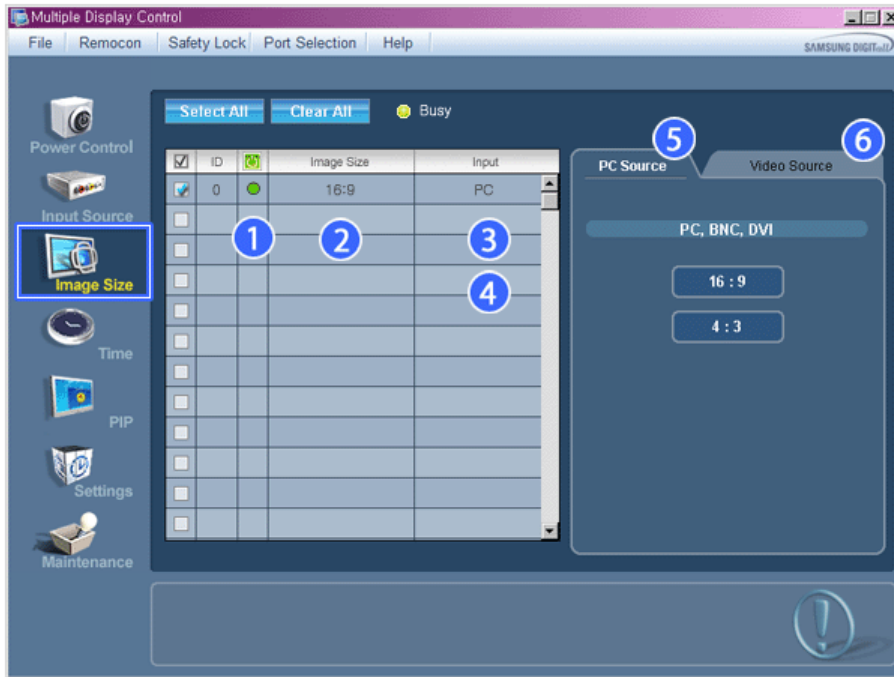 Multiple Display Control
File Remocon Safety Lock Port Selection Help
SAMSUNG DIGITall
Select All Clear All Busy
Power Control
Input Source
Image Size
Time
PIP
Settings
Maintenance
ID Image Size Input
0 16:9 PC
1 2 3
4
5 6
PC Source Video Source
PC, BNC, DVI
16 : 9
4 : 3